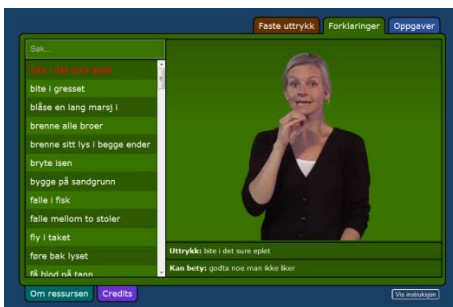 Faste uttrykk Forklaringer Oppgaver
Søk...
bite i det sure eplet
bite i gresset
blåse en lang marsj i
brenne alle broer
brenne sitt lys i begge ender
bryte isen
bygge på sandgrunn
falle i fisk
falle mellom to stoler
fly i taket
føre bak lyset
få blod på tann
Uttrykk: bite i det sure eplet
Kan bety: godta noe man ikke liker
Om ressursen Credits
Vis instruksjon